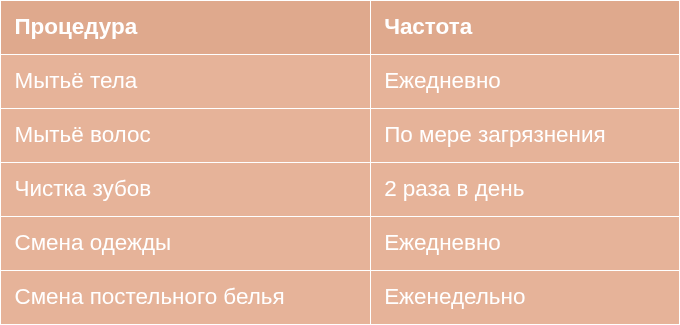 Процедура Частота
Мытьё тела Ежедневно
Мытьё волос По мере загрязнения
Чистка зубов 2 раза в день
Смена одежды Ежедневно
Смена постельного белья Еженедельно